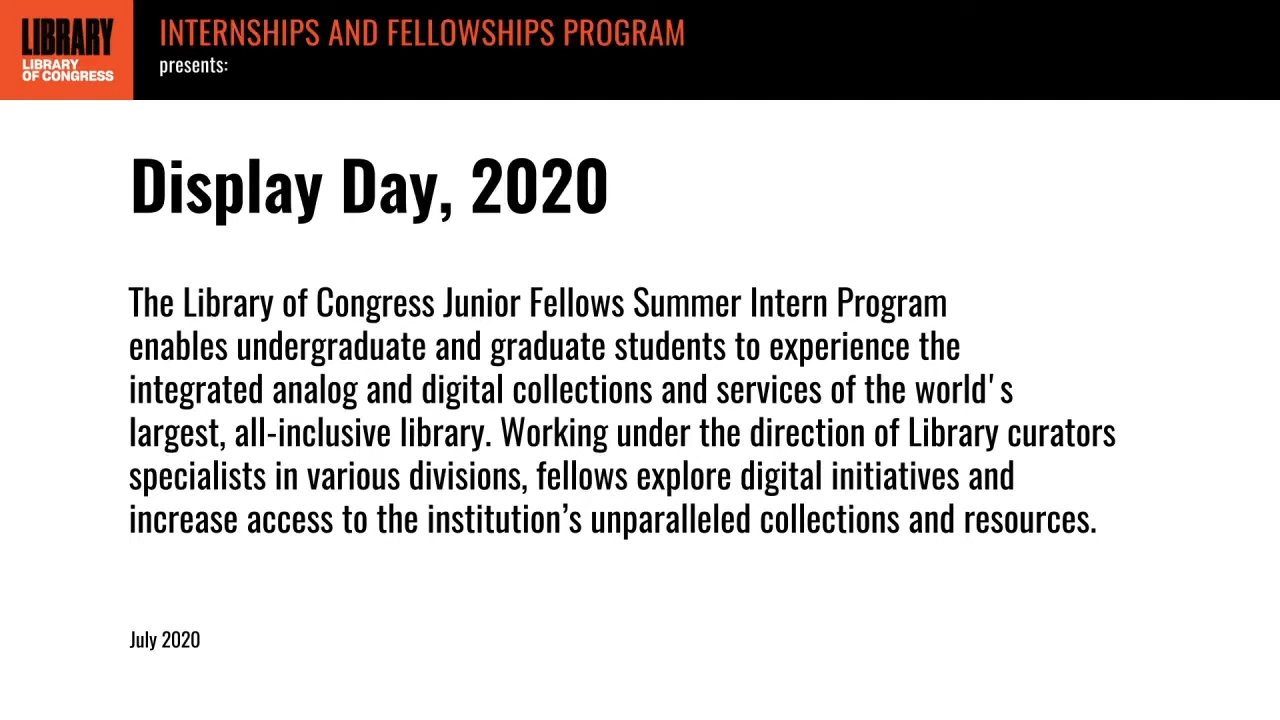 LIBRARY
LIBRARY
OF CONGRESS
INTERNSHIPS AND FELLOWSHIPS PROGRAM
presents:
Display Day, 2020
The Library of Congress Junior Fellows Summer Intern Program
enables undergraduate and graduate students to experience the
integrated analog and digital collections and services of the world's
largest, all-inclusive library. Working under the direction of Library curators
specialists in various divisions, fellows explore digital initiatives and
increase access to the institution’s unparalleled collections and resources.
July 2020